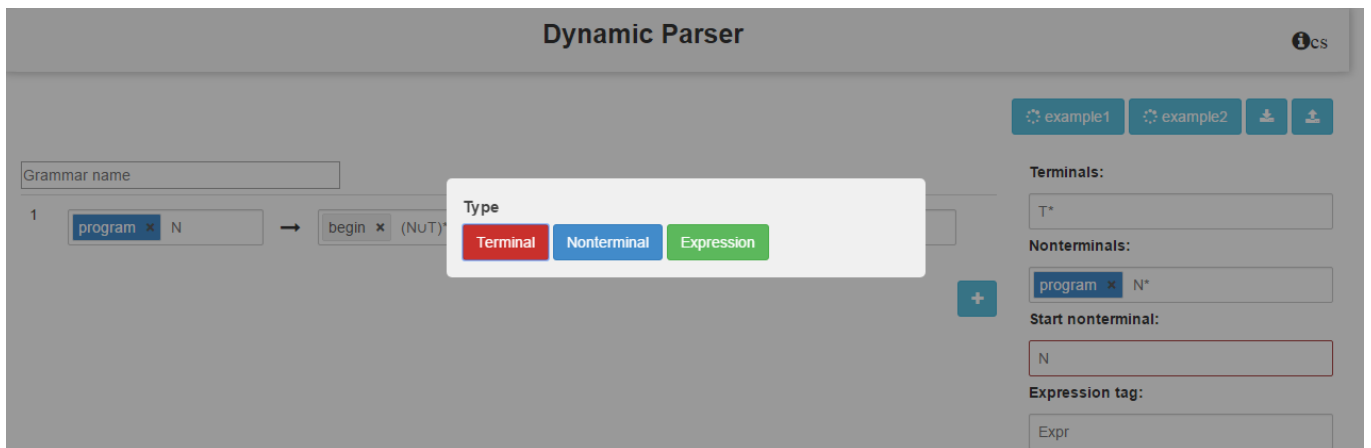 Dynamic Parser
cs
example1 example2
Grammar name
1 program × N → begin × (N∪T)*
Type
Terminal Nonterminal Expression
+
Terminals:
T*
Nonterminals:
program × N*
Start nonterminal:
N
Expression tag:
Expr